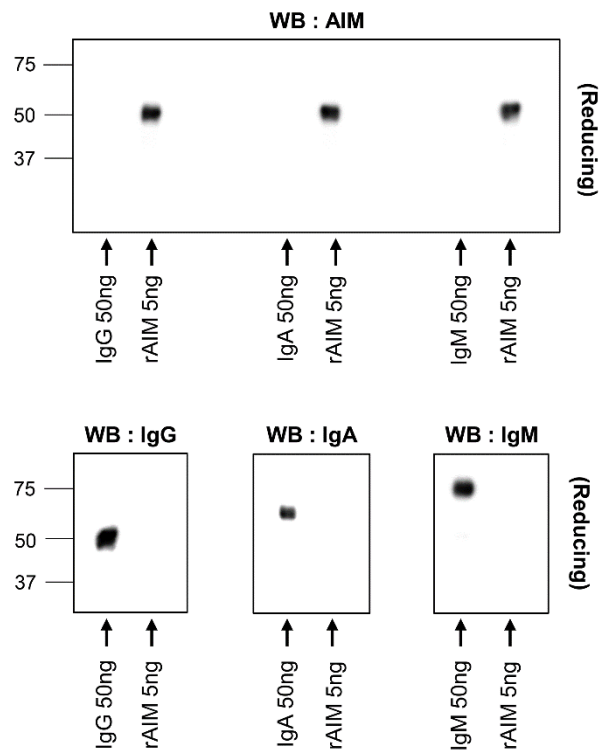 WB : AIM
75
50
37
(Reducing)
IgG 50ng
rAIM 5ng
IgA 50ng
rAIM 5ng
IgM 50ng
rAIM 5ng
WB : IgG
WB : IgA
WB : IgM
75
50
37
(Reducing)
IgG 50ng
rAIM 5ng
IgA 50ng
rAIM 5ng
IgM 50ng
rAIM 5ng